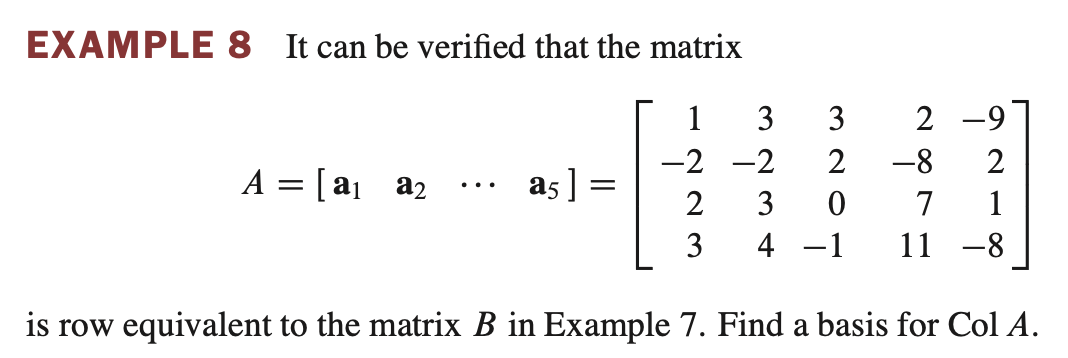 EXAMPLE 8 It can be verified that the matrix
A = [ a₁ a₂ ⋯ a₅ ] =
1 3 3 2 −9
−2 −2 2 −8 2
2 3 0 7 1
3 4 −1 11 −8
is row equivalent to the matrix B in Example 7. Find a basis for Col A.